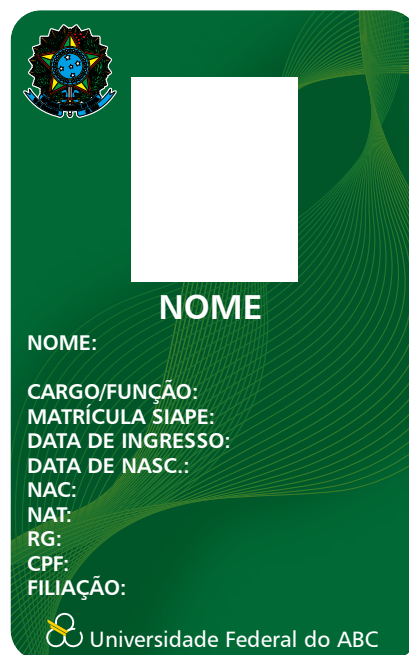 NOME
NOME:
CARGO/FUNÇÃO:
MATRÍCULA SIAPE:
DATA DE INGRESSO:
DATA DE NASC.:
NAC:
NAT:
RG:
CPF:
FILIAÇÃO:
Universidade Federal do ABC